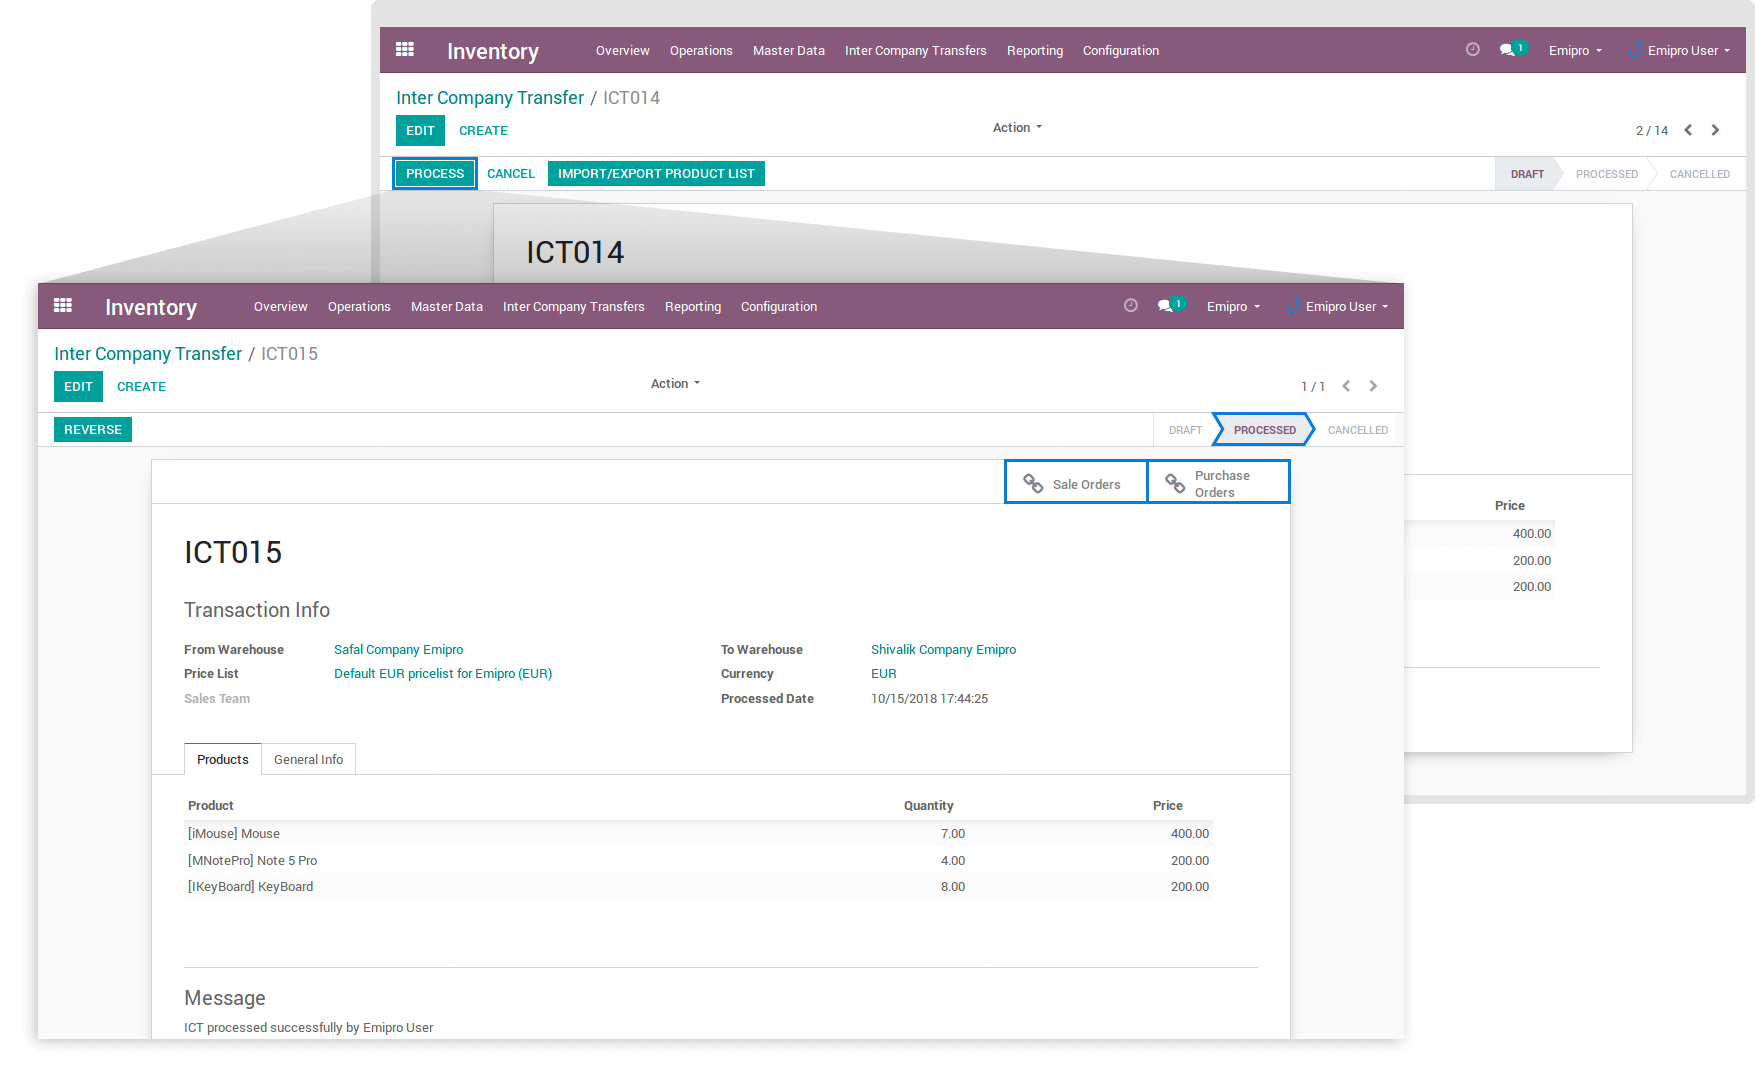 Inventory Overview Operations Master Data Inter Company Transfers Reporting Configuration 1 Emipro Emipro User
Inter Company Transfer / ICT014
EDIT CREATE Action 2 / 14
PROCESS CANCEL IMPORT/EXPORT PRODUCT LIST DRAFT PROCESSED CANCELLED
ICT014
Price
400.00
200.00
200.00
Inventory Overview Operations Master Data Inter Company Transfers Reporting Configuration 1 Emipro Emipro User
Inter Company Transfer / ICT015
EDIT CREATE Action 1 / 1
REVERSE DRAFT PROCESSED CANCELLED
Sale Orders Purchase
Orders
ICT015
Transaction Info
From Warehouse Safal Company Emipro To Warehouse Shivalik Company Emipro
Price List Default EUR pricelist for Emipro (EUR) Currency EUR
Sales Team Processed Date 10/15/2018 17:44:25
Products General Info
Product Quantity Price
[iMouse] Mouse 7.00 400.00
[MNotePro] Note 5 Pro 4.00 200.00
[IKeyBoard] KeyBoard 8.00 200.00
Message
ICT processed successfully by Emipro User